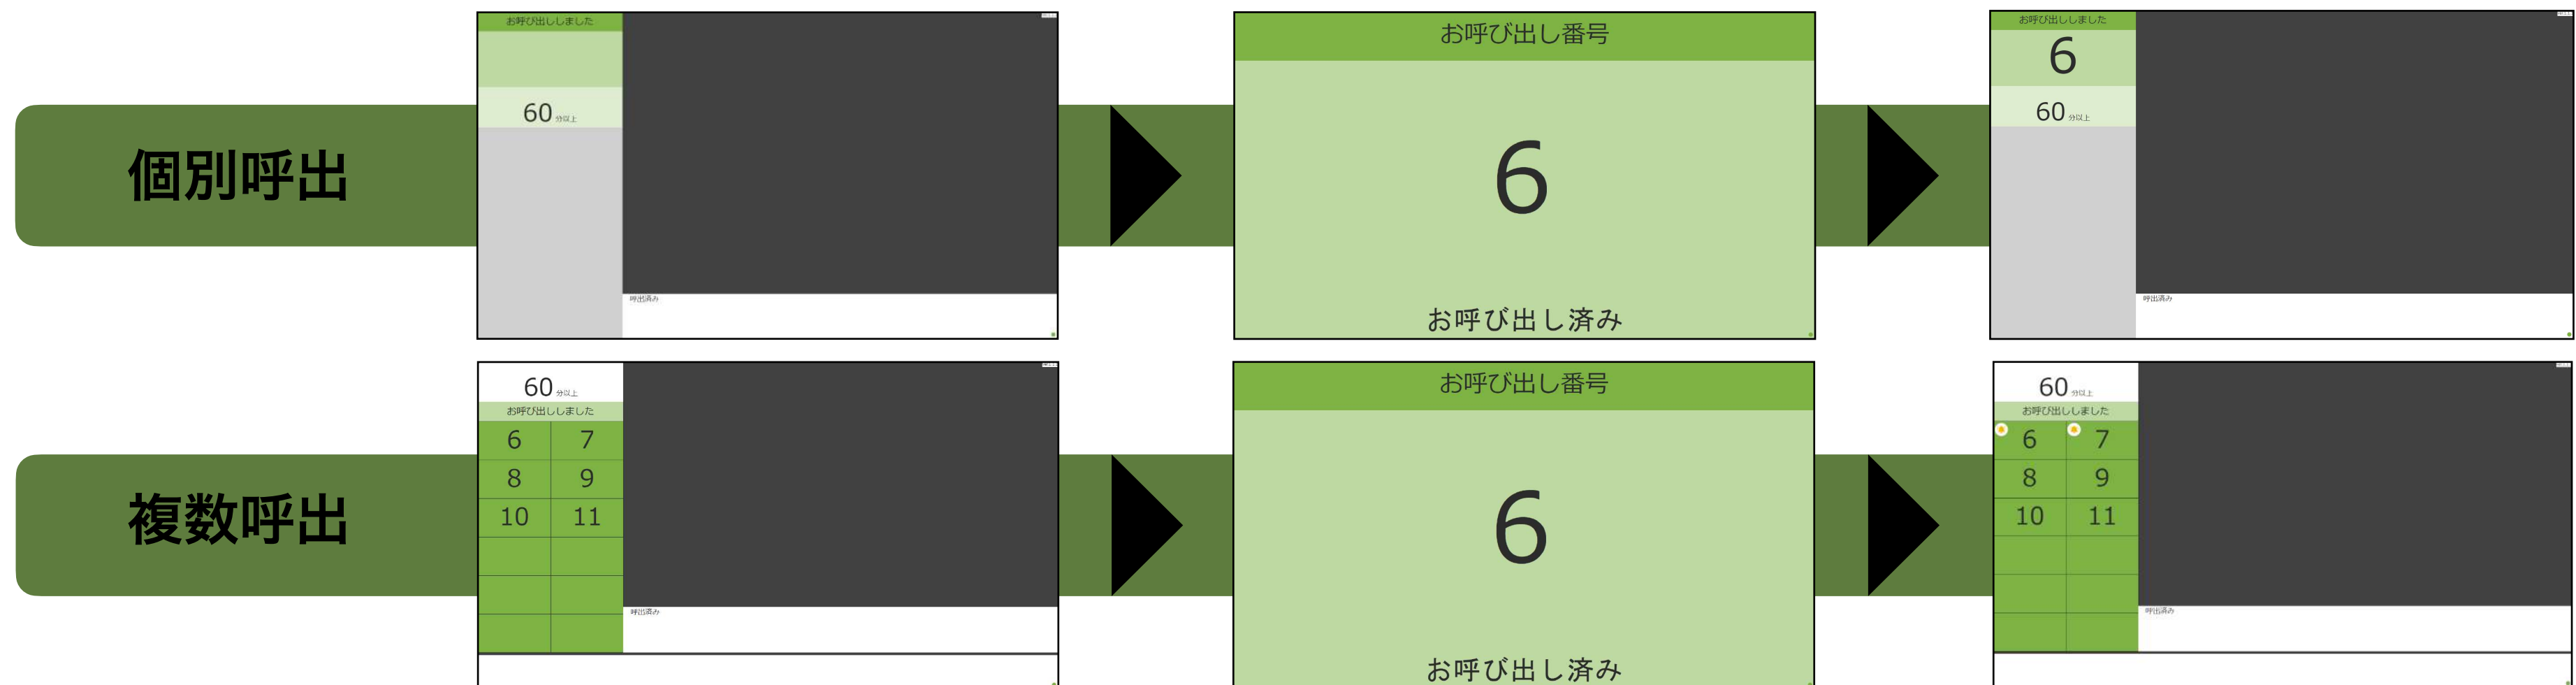 個別呼出
お呼び出ししました
60 分以上
呼出済み
お呼び出し番号
6
お呼び出し済み
お呼び出ししました
6
60 分以上
呼出済み
複数呼出
60 分以上
お呼び出ししました
6 7
8 9
10 11
呼出済み
お呼び出し番号
6
お呼び出し済み
60 分以上
お呼び出ししました
6 7
8 9
10 11
呼出済み